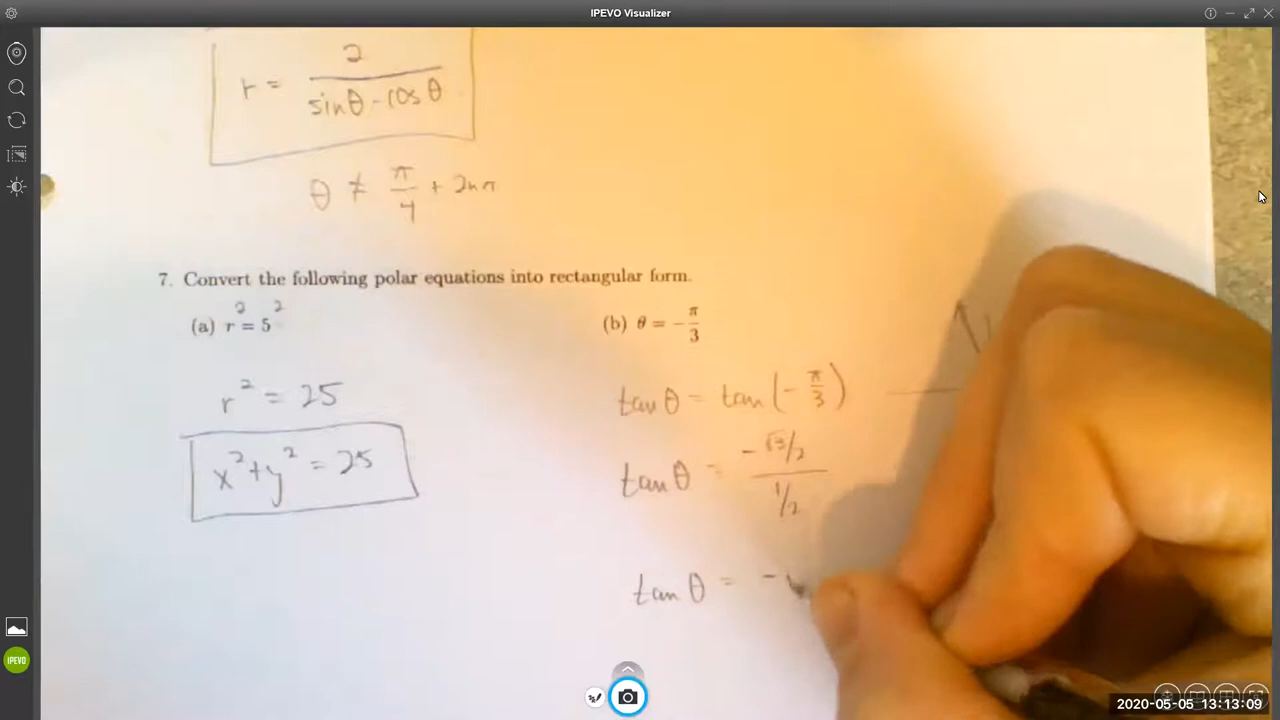 IPEVO Visualizer
r = 2 / (sinθ - cosθ)
θ ≠ π/4 + 2nπ
7. Convert the following polar equations into rectangular form.
(a) r² = 5²
(b) θ = -π/3
r² = 25
x² + y² = 25
tan θ = tan(-π/3)
tan θ = (-√3/2) / (1/2)
tan θ = -
IPEVO
2020-05-05 13:13:09